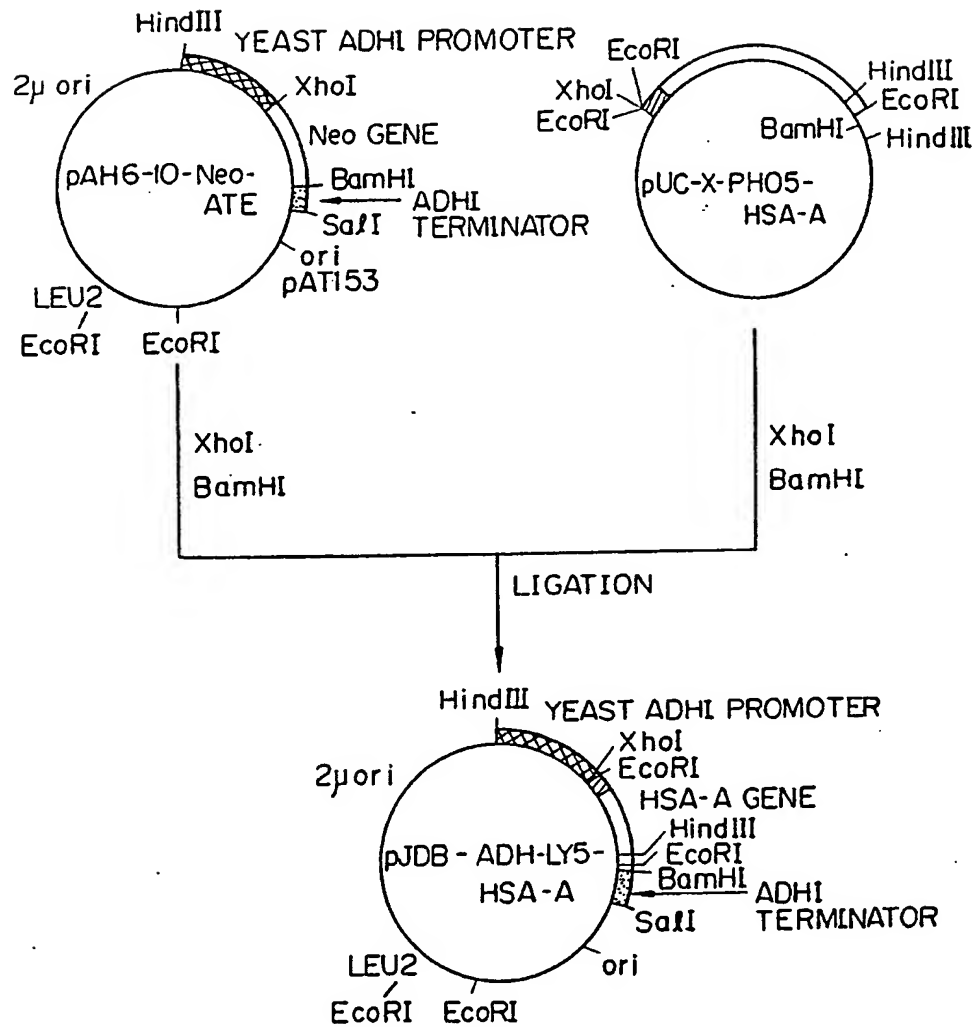 HindIII
YEAST ADHI PROMOTER
XhoI
2μ ori
Neo GENE
pAH6-10-Neo-
ATE
BamHI
ADHI
TERMINATOR
SalI
ori
pAT153
LEU2
EcoRI
EcoRI
EcoRI
XhoI
EcoRI
HindIII
EcoRI
BamHI
HindIII
pUC-X-PHO5-
HSA-A
XhoI
BamHI
XhoI
BamHI
LIGATION
HindIII
YEAST ADHI PROMOTER
XhoI
EcoRI
2μ ori
HSA-A GENE
HindIII
EcoRI
BamHI
pJDB-ADH-LY5-
HSA-A
ADHI
TERMINATOR
SalI
ori
LEU2
EcoRI
EcoRI